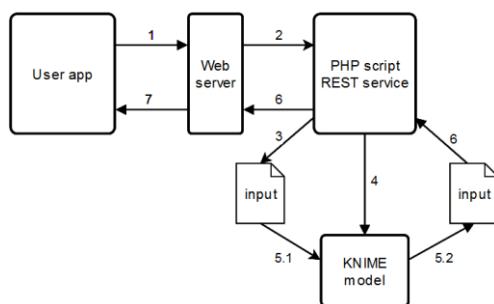 1
2
User app
Web
server
PHP script
REST service
7
6
3
4
6
input
input
5.1
KNIME
model
5.2